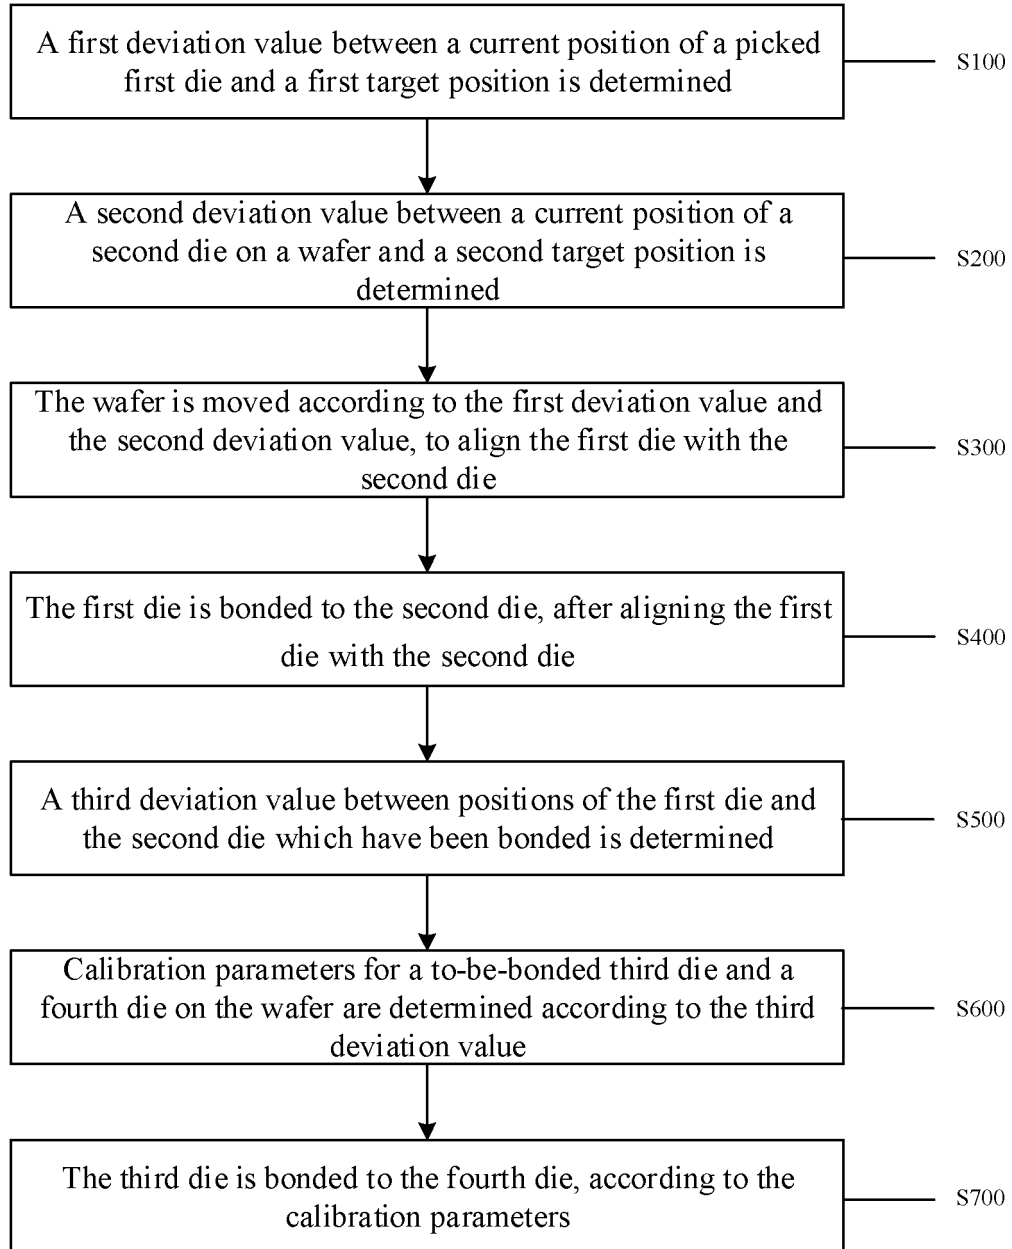 A first deviation value between a current position of a picked
first die and a first target position is determined
S100
A second deviation value between a current position of a
second die on a wafer and a second target position is
determined
S200
The wafer is moved according to the first deviation value and
the second deviation value, to align the first die with the
second die
S300
The first die is bonded to the second die, after aligning the first
die with the second die
S400
A third deviation value between positions of the first die and
the second die which have been bonded is determined
S500
Calibration parameters for a to-be-bonded third die and a
fourth die on the wafer are determined according to the third
deviation value
S600
The third die is bonded to the fourth die, according to the
calibration parameters
S700